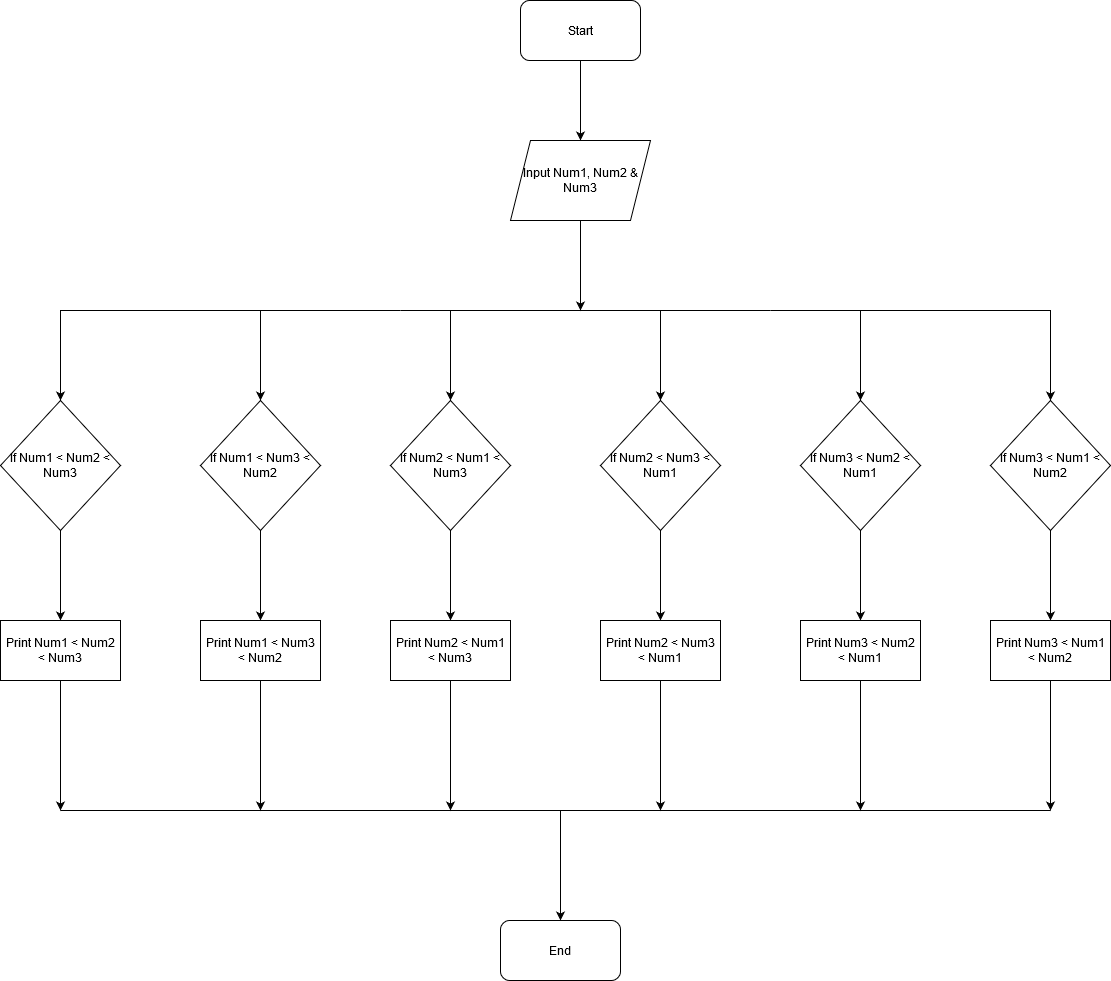 Start
Input Num1, Num2 &
Num3
If Num1 < Num2 <
Num3
If Num1 < Num3 <
Num2
If Num2 < Num1 <
Num3
If Num2 < Num3 <
Num1
If Num3 < Num2 <
Num1
If Num3 < Num1 <
Num2
Print Num1 < Num2
< Num3
Print Num1 < Num3
< Num2
Print Num2 < Num1
< Num3
Print Num2 < Num3
< Num1
Print Num3 < Num2
< Num1
Print Num3 < Num1
< Num2
End